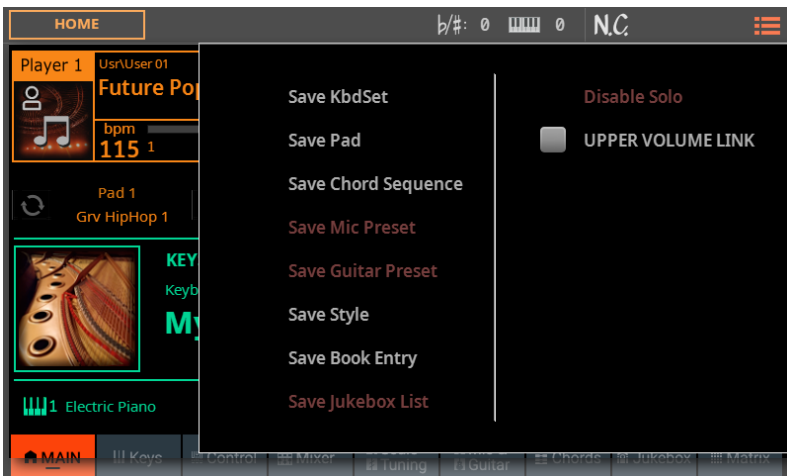 HOME
♭/#: 0 0 N.C.
Player 1
Usr\User 01
Future Pop
bpm
115 1
Pad 1
Grv HipHop 1
KEY
Keyb
My
1 Electric Piano
Save KbdSet
Save Pad
Save Chord Sequence
Save Mic Preset
Save Guitar Preset
Save Style
Save Book Entry
Save Jukebox List
Disable Solo
UPPER VOLUME LINK
MAIN Keys Control Mixer Tuning Guitar Chords Jukebox Matrix